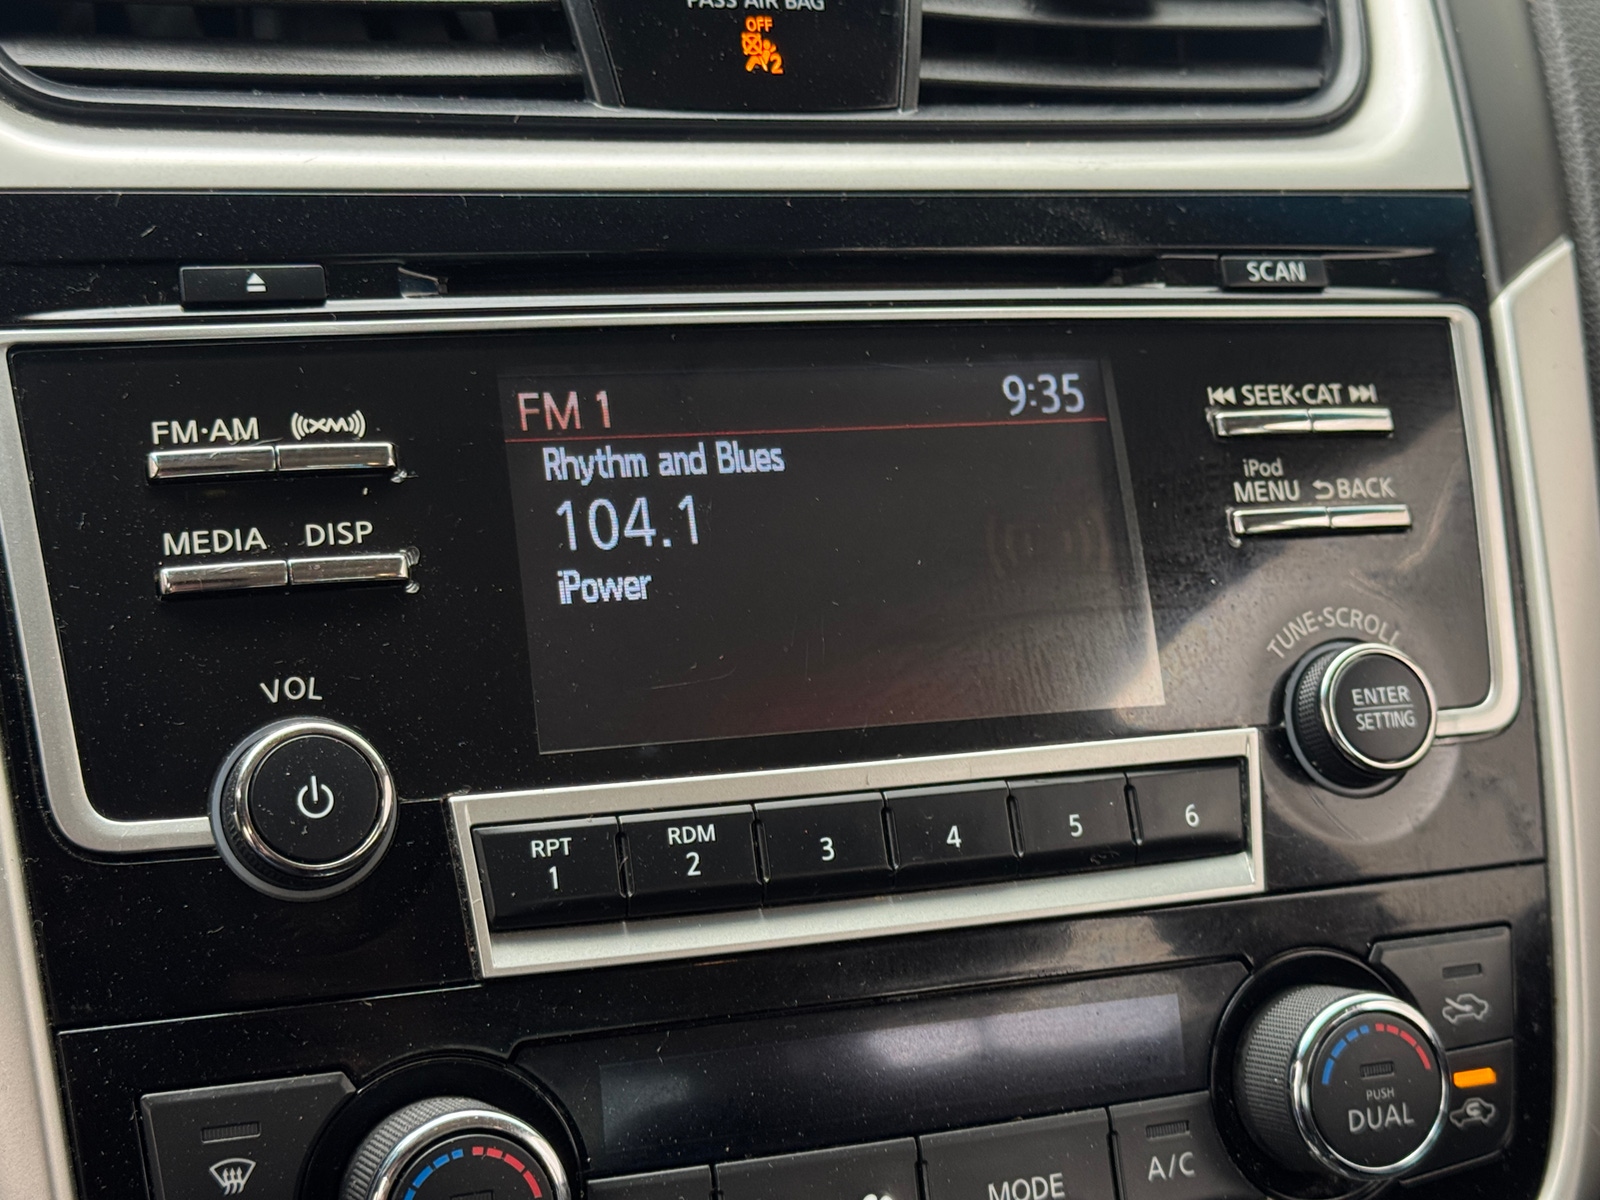 PASS AIR BAG
OFF
2
SCAN
FM·AM
((XM))
FM 1
9:35
SEEK·CAT
Rhythm and Blues
104.1
iPower
MEDIA
DISP
iPod
MENU
BACK
TUNE·SCROLL
ENTER
SETTING
VOL
RPT
1
RDM
2
3
4
5
6
PUSH
DUAL
MODE
A/C